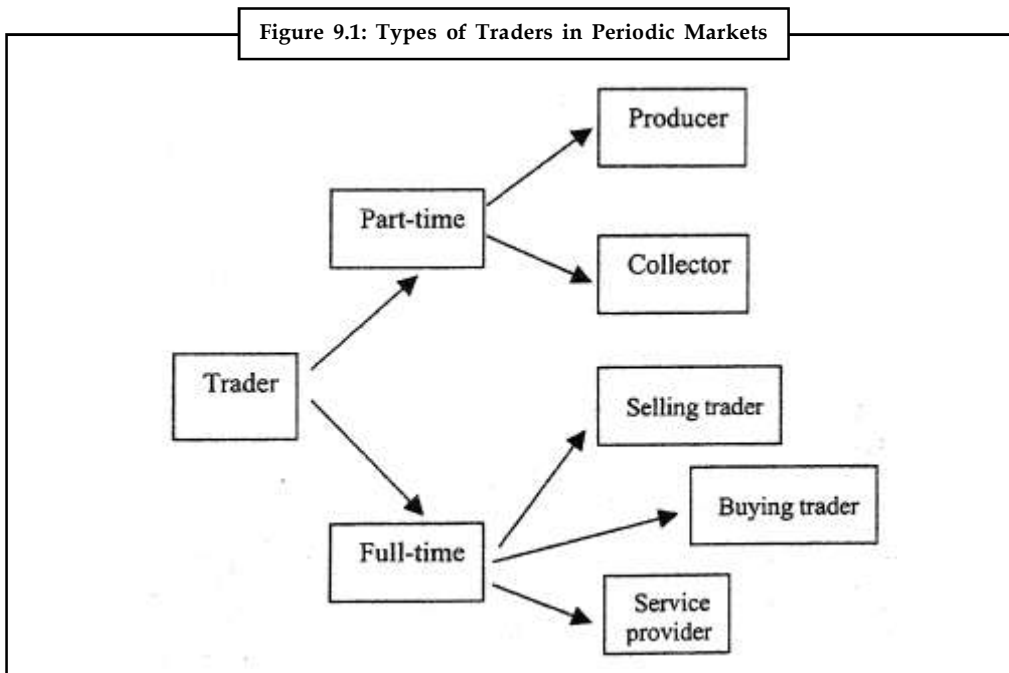 Figure 9.1: Types of Traders in Periodic Markets
Producer
Part-time
Collector
Trader
Selling trader
Buying trader
Full-time
Service
provider